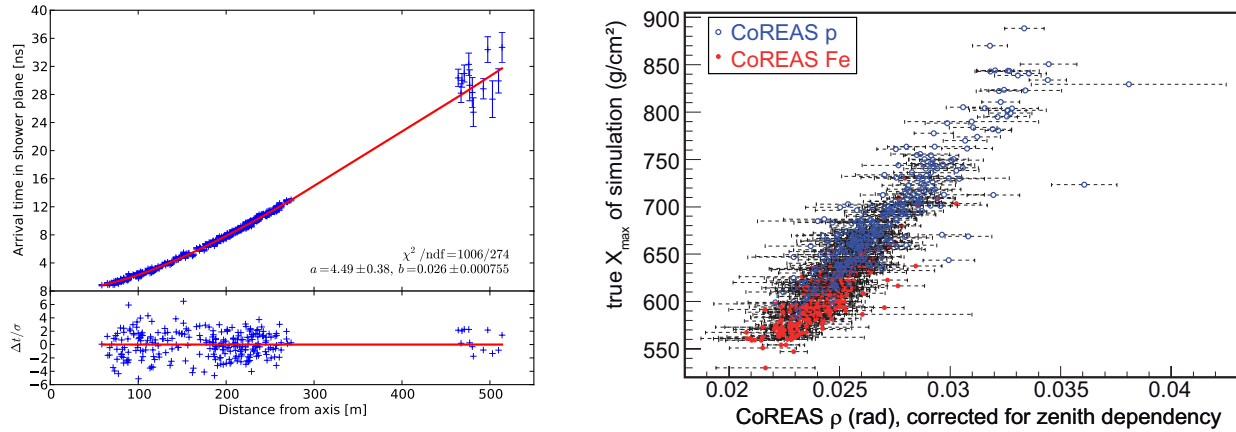 40
36
32
28
24
20
16
12
8
Arrival time in shower plane [ns]
χ² /ndf=1006/274
a=4.49±0.38, b=0.026±0.000755
8
6
4
2
0
−2
−4
−6
Δt/σ
0 100 200 300 400 500
Distance from axis [m]
900
850
800
750
700
650
600
550
true Xmax of simulation (g/cm²)
CoREAS p
CoREAS Fe
0.02 0.025 0.03 0.035 0.04
CoREAS ρ (rad), corrected for zenith dependency